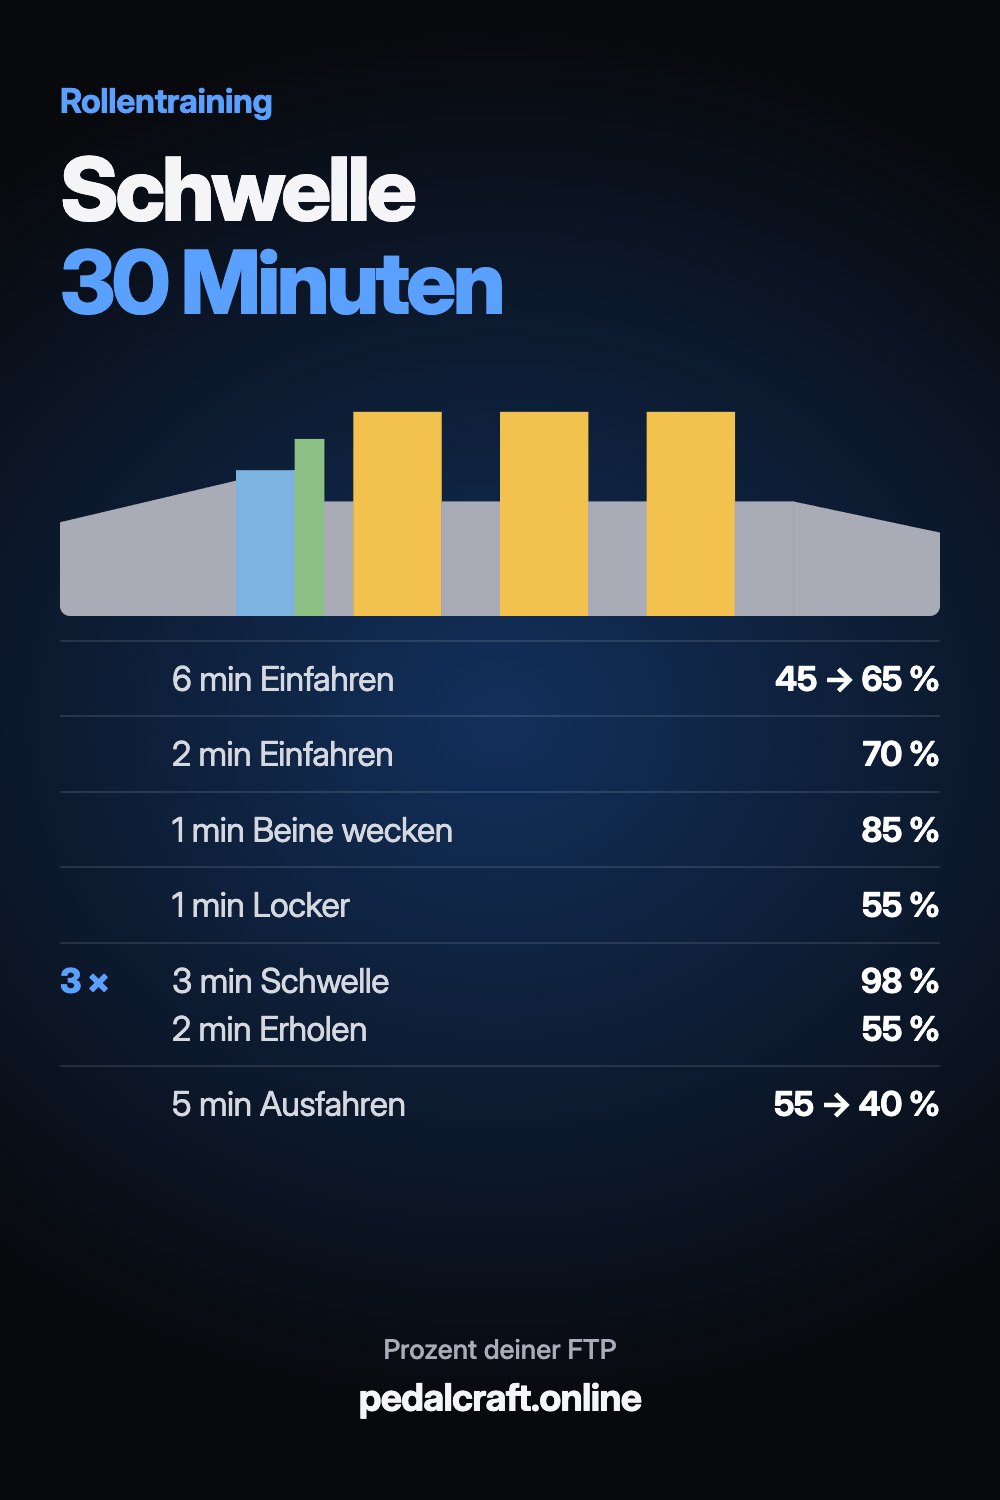 Rollentraining
Schwelle
30 Minuten
6 min Einfahren 45 → 65 %
2 min Einfahren 70 %
1 min Beine wecken 85 %
1 min Locker 55 %
3 × 3 min Schwelle 98 %
2 min Erholen 55 %
5 min Ausfahren 55 → 40 %
Prozent deiner FTP
pedalcraft.online